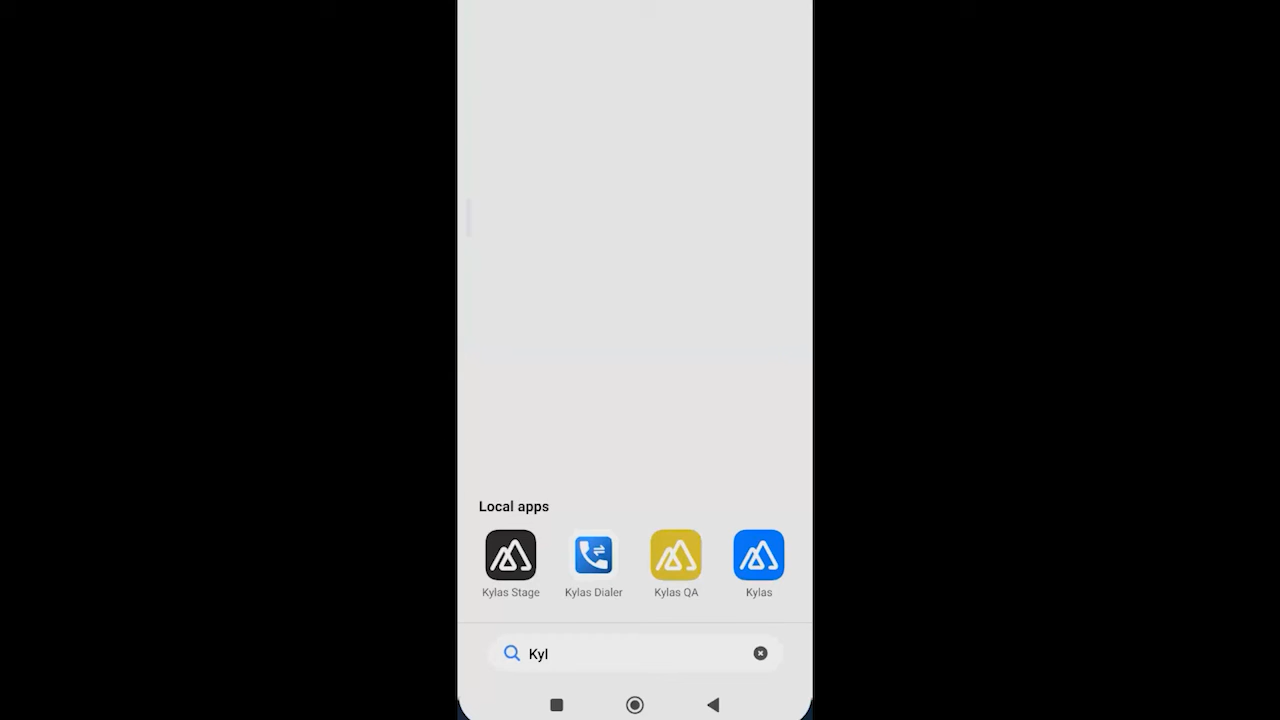 Local apps
Kylas Stage
Kylas Dialer
Kylas QA
Kylas
Kyl